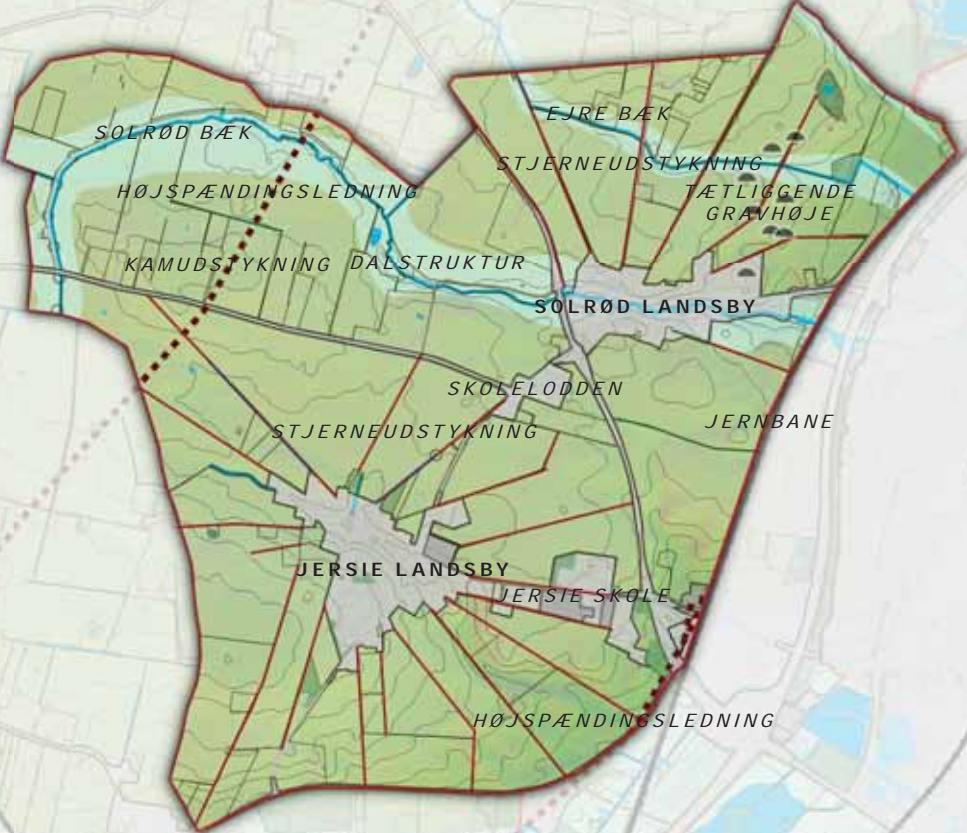 EJRE BÆK
SOLRØD BÆK
STJERNEUDSTYKNING
HØJSPÆNDINGSLEDNING
TÆTLIGGENDE
GRAVHØJE
KAMUDSTYKNING
DALSTRUKTUR
SOLRØD LANDSBY
SKOLELODDEN
JERNBANE
STJERNEUDSTYKNING
JERSIE LANDSBY
JERSIE SKOLE
HØJSPÆNDINGSLEDNING